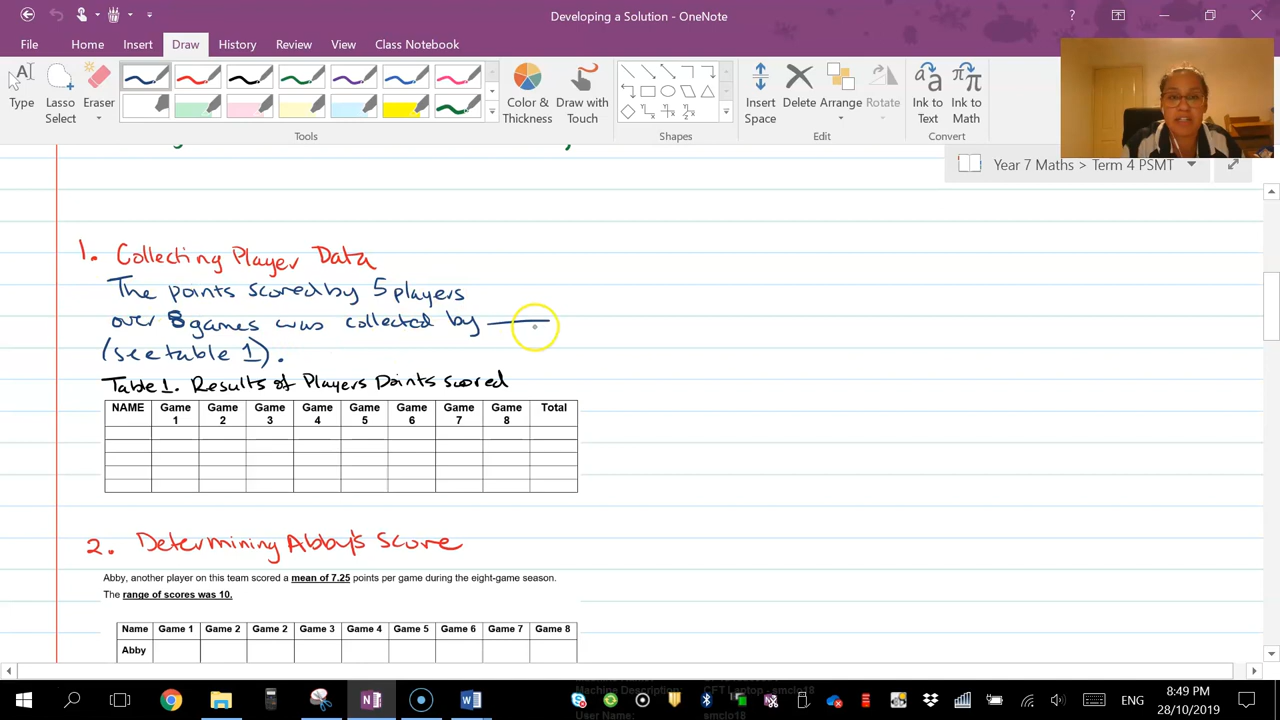 Developing a Solution - OneNote
?
File Home Insert Draw History Review View Class Notebook
Type Lasso Select Eraser Color & Thickness Draw with Touch Insert Space Delete Arrange Rotate Ink to Text Ink to Math
Tools Shapes Edit Convert
Year 7 Maths > Term 4 PSMT
1. Collecting Player Data
The points scored by 5 players
over 8 games was collected by
(see table 1).
Table 1. Results of Players Points scored
NAME Game 1 Game 2 Game 3 Game 4 Game 5 Game 6 Game 7 Game 8 Total
2. Determining Abby's Score
Abby, another player on this team scored a mean of 7.25 points per game during the eight-game season.
The range of scores was 10.
Name Game 1 Game 2 Game 2 Game 3 Game 4 Game 5 Game 6 Game 7 Game 8
Abby
ENG
8:49 PM
28/10/2019